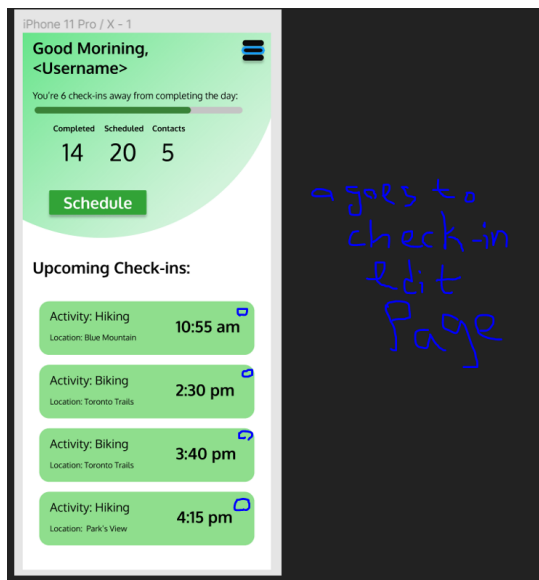 iPhone 11 Pro / X - 1
Good Morining,
<Username>
You're 6 check-ins away from completing the day:
Completed Scheduled Contacts
14 20 5
Schedule
Upcoming Check-ins:
Activity: Hiking
Location: Blue Mountain
10:55 am
Activity: Biking
Location: Toronto Trails
2:30 pm
Activity: Biking
Location: Toronto Trails
3:40 pm
Activity: Hiking
Location: Park's View
4:15 pm
goes to
check-in
edit
Page